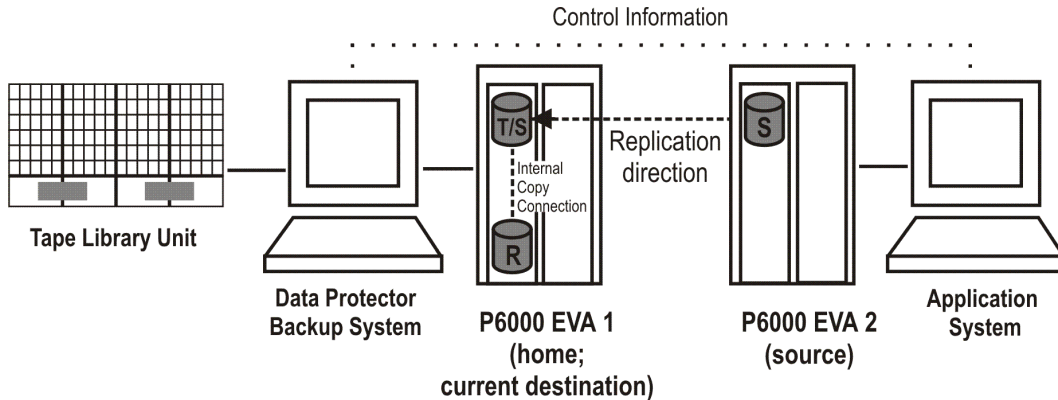 Control Information
T/S
S
Replication
direction
Internal
Copy
Connection
R
Tape Library Unit
Data Protector
Backup System
P6000 EVA 1
(home;
current destination)
P6000 EVA 2
(source)
Application
System